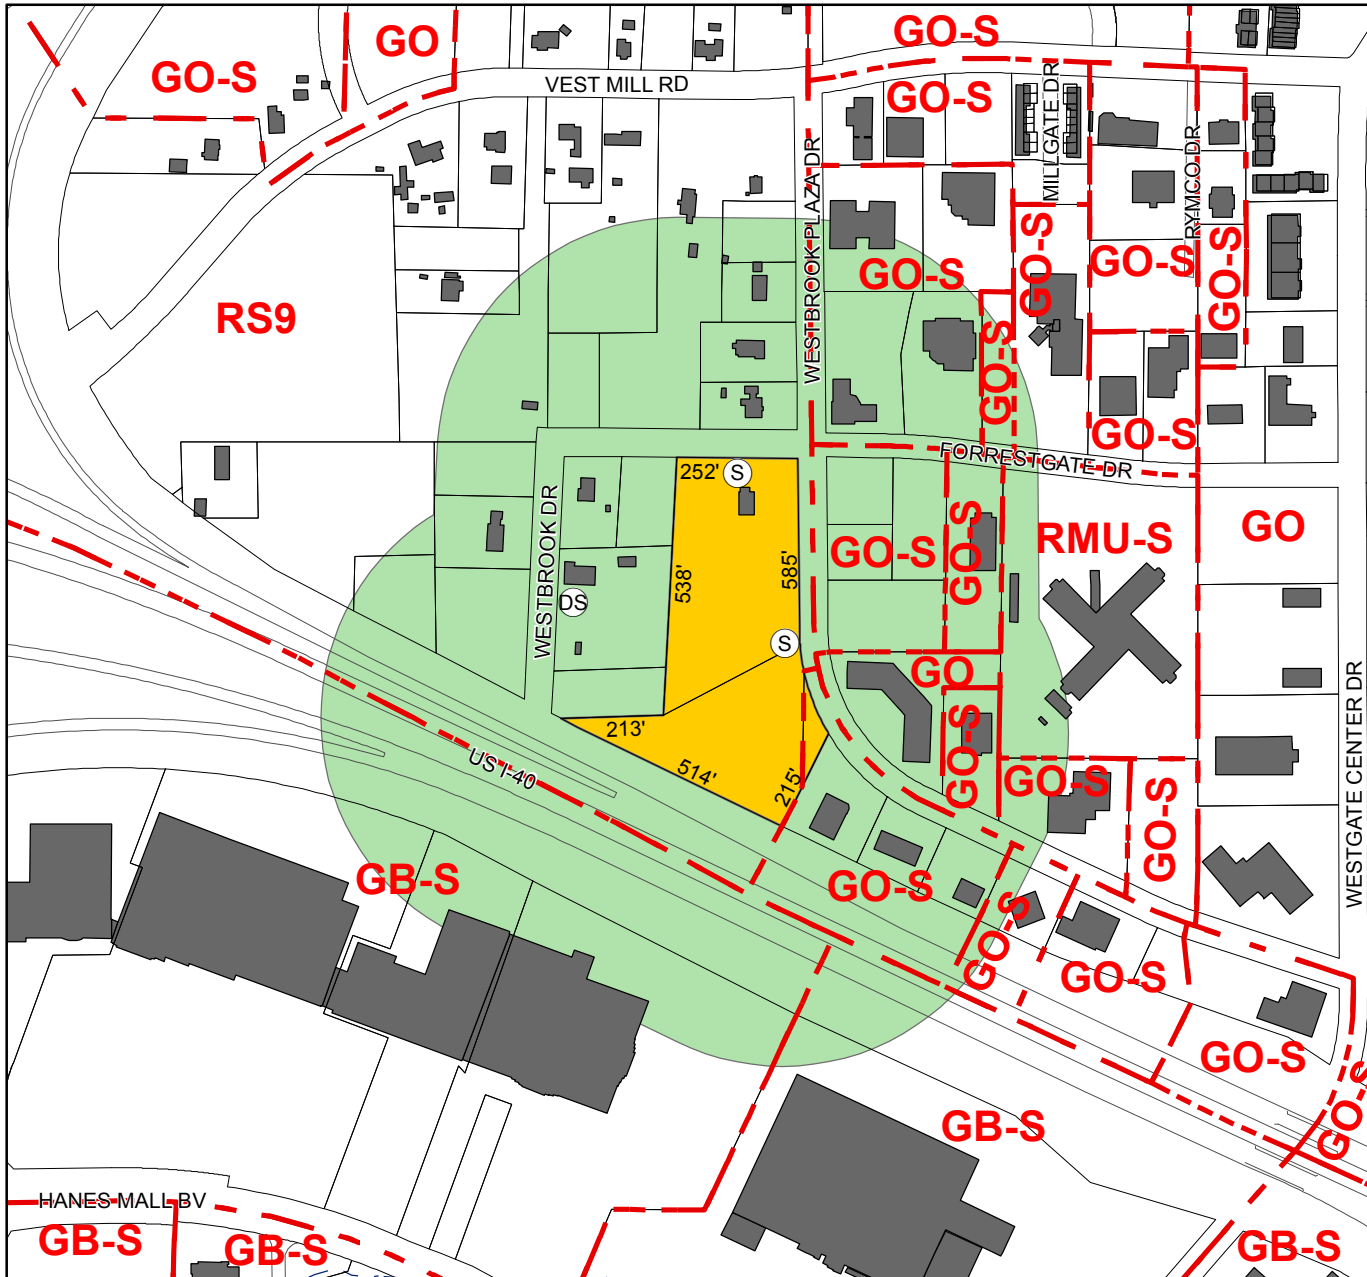 GO-S
GO
GO-S
VEST MILL RD
GO-S
MILLGATE DR
RYMCO DR
WESTBROOK PLAZA DR
GO-S
GO-S
GO-S
GO-S
RS9
GO-S
GO-S
FORRESTGATE DR
252'
S
GO-S
GO-S
RMU-S
GO
WESTBROOK DR
DS
538'
585'
S
GO
213'
514'
215'
US I-40
GO-S
GO-S
GO-S
WESTGATE CENTER DR
GB-S
GO-S
GO-S
GO-S
GO-S
GO-S
GB-S
HANES MALL BV
GB-S
GB-S
GB-S